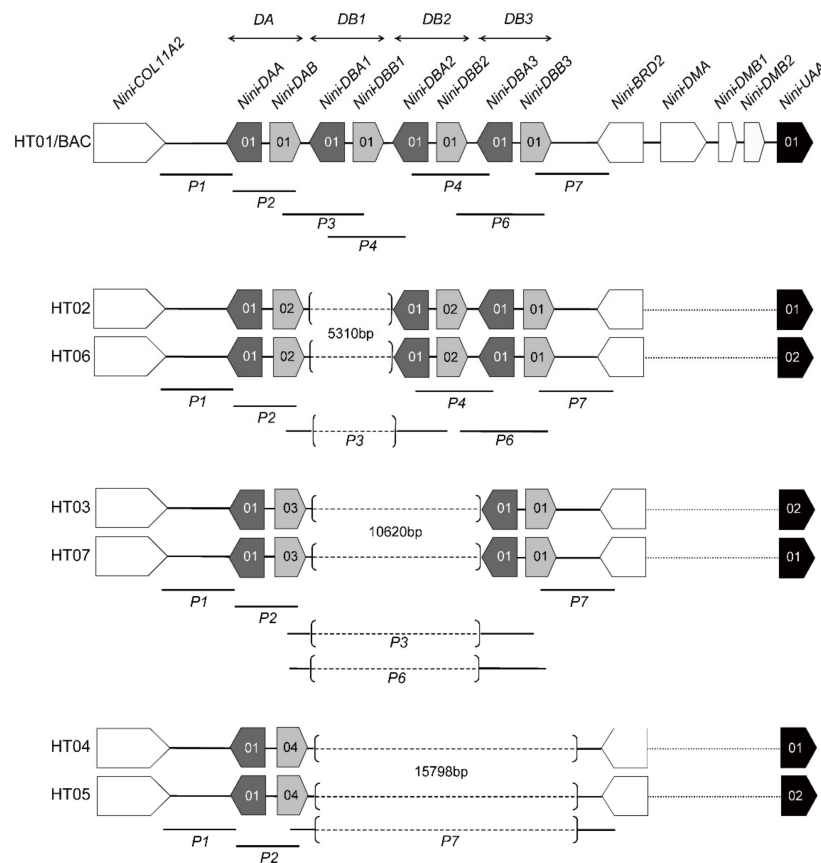 DA DB1 DB2 DB3
Nini-COL11A2 Nini-DAA Nini-DAB Nini-DBA1 Nini-DBB1 Nini-DBA2 Nini-DBB2 Nini-DBA3 Nini-DBB3 Nini-BRD2 Nini-DMA Nini-DMB1 Nini-DMB2 Nini-UAA
HT01/BAC 01 01 01 01 01 01 01 01 01
P1 P4 P7
P2
P3 P6
P4
HT02 01 02 01 02 01 01 01
5310bp
HT06 01 02 01 02 01 01 02
P1 P4 P7
P2
P3 P6
HT03 01 03 01 01 02
10620bp
HT07 01 03 01 01 01
P1 P7
P2
P3
P6
HT04 01 04 01
15798bp
HT05 01 04 02
P1 P7
P2